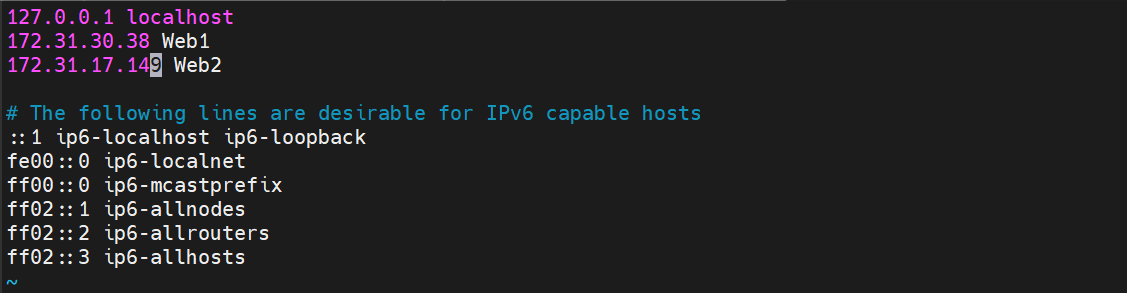 127.0.0.1 localhost
172.31.30.38 Web1
172.31.17.149 Web2
# The following lines are desirable for IPv6 capable hosts
::1 ip6-localhost ip6-loopback
fe00::0 ip6-localnet
ff00::0 ip6-mcastprefix
ff02::1 ip6-allnodes
ff02::2 ip6-allrouters
ff02::3 ip6-allhosts
~